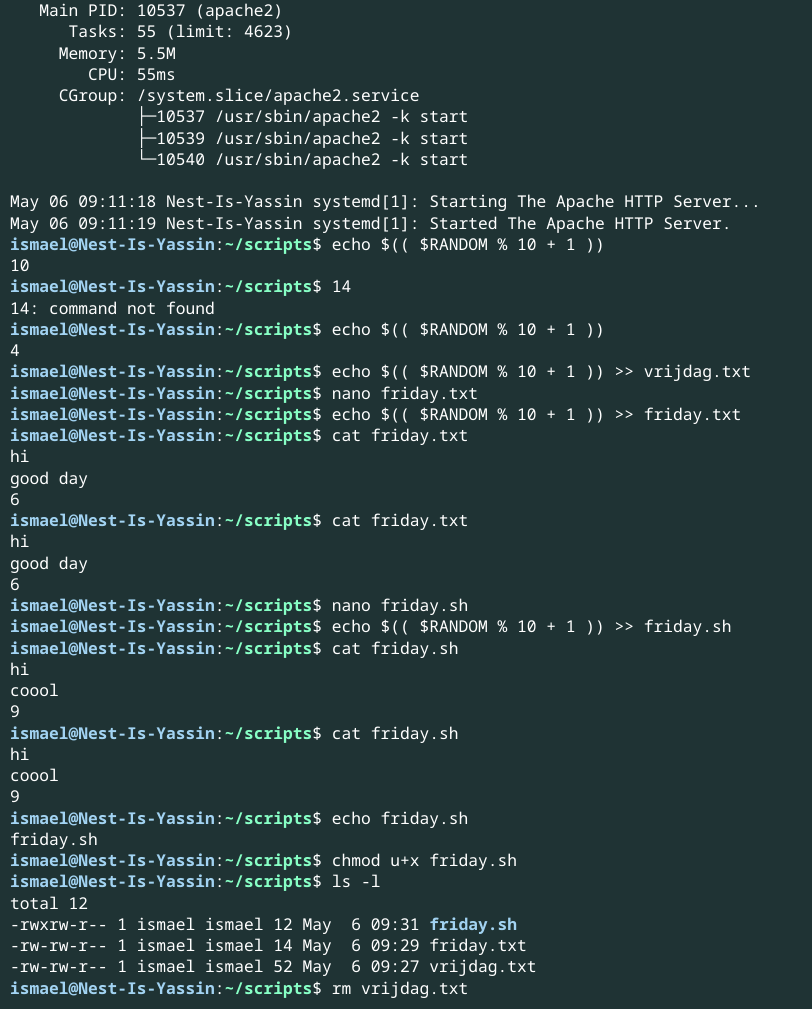 Main PID: 10537 (apache2)
Tasks: 55 (limit: 4623)
Memory: 5.5M
CPU: 55ms
CGroup: /system.slice/apache2.service
├─10537 /usr/sbin/apache2 -k start
├─10539 /usr/sbin/apache2 -k start
└─10540 /usr/sbin/apache2 -k start
May 06 09:11:18 Nest-Is-Yassin systemd[1]: Starting The Apache HTTP Server...
May 06 09:11:19 Nest-Is-Yassin systemd[1]: Started The Apache HTTP Server.
ismael@Nest-Is-Yassin:~/scripts$ echo $(( $RANDOM % 10 + 1 ))
10
ismael@Nest-Is-Yassin:~/scripts$ 14
14: command not found
ismael@Nest-Is-Yassin:~/scripts$ echo $(( $RANDOM % 10 + 1 ))
4
ismael@Nest-Is-Yassin:~/scripts$ echo $(( $RANDOM % 10 + 1 )) >> vrijdag.txt
ismael@Nest-Is-Yassin:~/scripts$ nano friday.txt
ismael@Nest-Is-Yassin:~/scripts$ echo $(( $RANDOM % 10 + 1 )) >> friday.txt
ismael@Nest-Is-Yassin:~/scripts$ cat friday.txt
hi
good day
6
ismael@Nest-Is-Yassin:~/scripts$ cat friday.txt
hi
good day
6
ismael@Nest-Is-Yassin:~/scripts$ nano friday.sh
ismael@Nest-Is-Yassin:~/scripts$ echo $(( $RANDOM % 10 + 1 )) >> friday.sh
ismael@Nest-Is-Yassin:~/scripts$ cat friday.sh
hi
coool
9
ismael@Nest-Is-Yassin:~/scripts$ cat friday.sh
hi
coool
9
ismael@Nest-Is-Yassin:~/scripts$ echo friday.sh
friday.sh
ismael@Nest-Is-Yassin:~/scripts$ chmod u+x friday.sh
ismael@Nest-Is-Yassin:~/scripts$ ls -l
total 12
-rwxrw-r-- 1 ismael ismael 12 May  6 09:31 friday.sh
-rw-rw-r-- 1 ismael ismael 14 May  6 09:29 friday.txt
-rw-rw-r-- 1 ismael ismael 52 May  6 09:27 vrijdag.txt
ismael@Nest-Is-Yassin:~/scripts$ rm vrijdag.txt